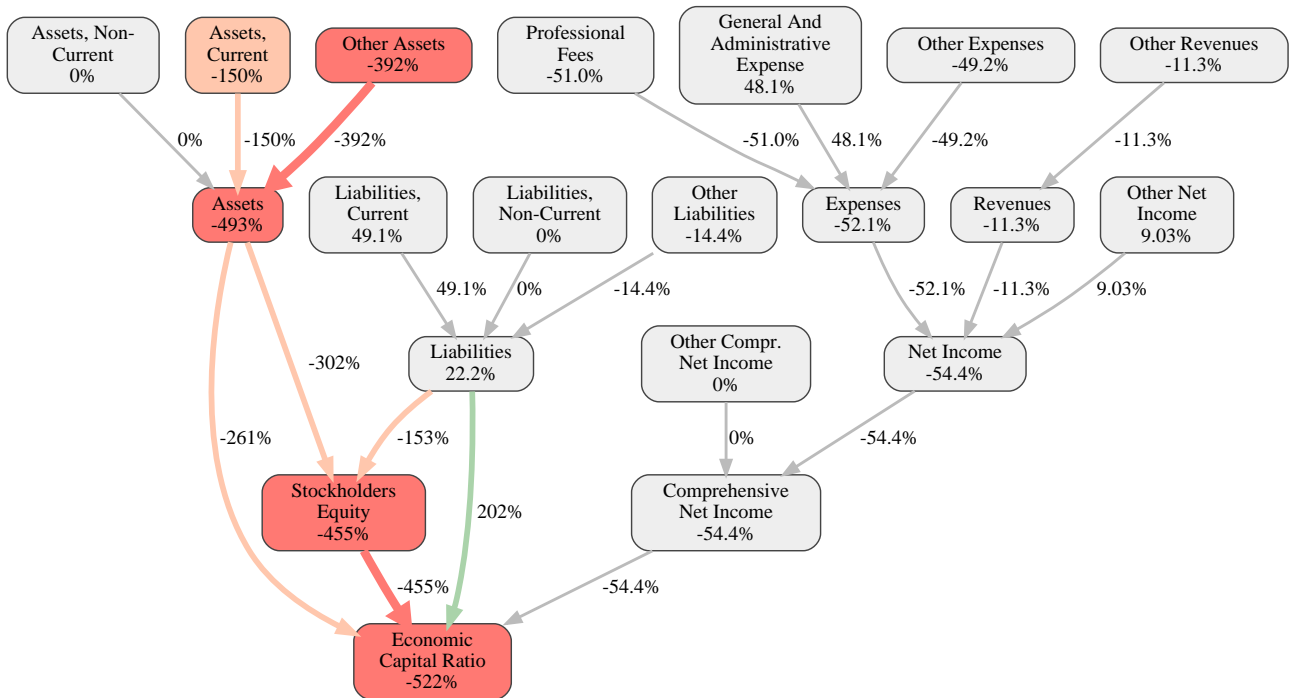 Assets, Non-
Current
0%
Assets,
Current
-150%
Other Assets
-392%
Professional
Fees
-51.0%
General And
Administrative
Expense
48.1%
Other Expenses
-49.2%
Other Revenues
-11.3%
0%
-150%
-392%
-51.0%
48.1%
-49.2%
-11.3%
Assets
-493%
Liabilities,
Current
49.1%
Liabilities,
Non-Current
0%
Other
Liabilities
-14.4%
Expenses
-52.1%
Revenues
-11.3%
Other Net
Income
9.03%
49.1%
0%
-14.4%
-52.1%
-11.3%
9.03%
Liabilities
22.2%
Other Compr.
Net Income
0%
Net Income
-54.4%
-302%
-261%
-153%
202%
0%
-54.4%
Stockholders
Equity
-455%
Comprehensive
Net Income
-54.4%
-455%
-54.4%
Economic
Capital Ratio
-522%